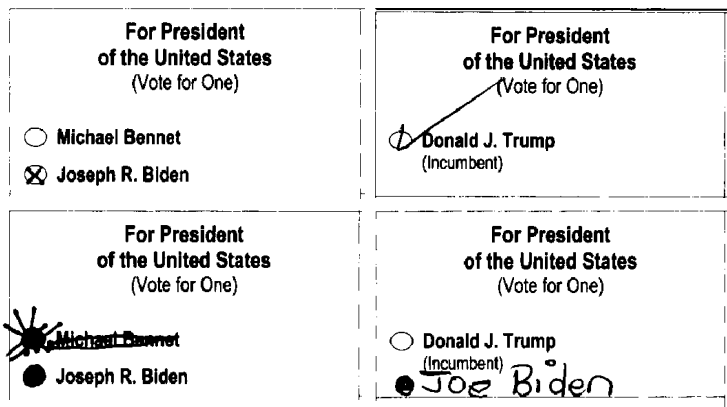 For President
of the United States
(Vote for One)
Michael Bennet
Joseph R. Biden
For President
of the United States
(Vote for One)
Donald J. Trump
(Incumbent)
For President
of the United States
(Vote for One)
Michael Bennet
Joseph R. Biden
For President
of the United States
(Vote for One)
Donald J. Trump
(Incumbent)
Joe Biden